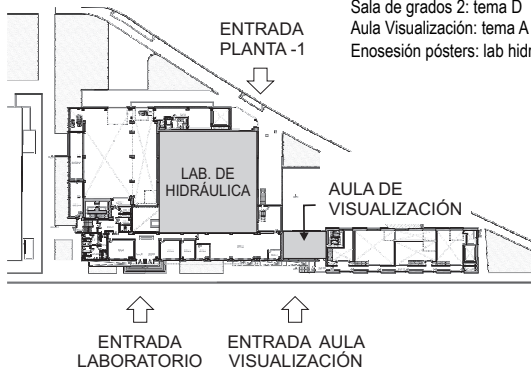 Sala de grados 2: tema D
Aula Visualización: tema A
Enosesión pósters: lab hidr
ENTRADA
PLANTA -1
LAB. DE
HIDRÁULICA
AULA DE
VISUALIZACIÓN
ENTRADA
LABORATORIO
ENTRADA AULA
VISUALIZACIÓN